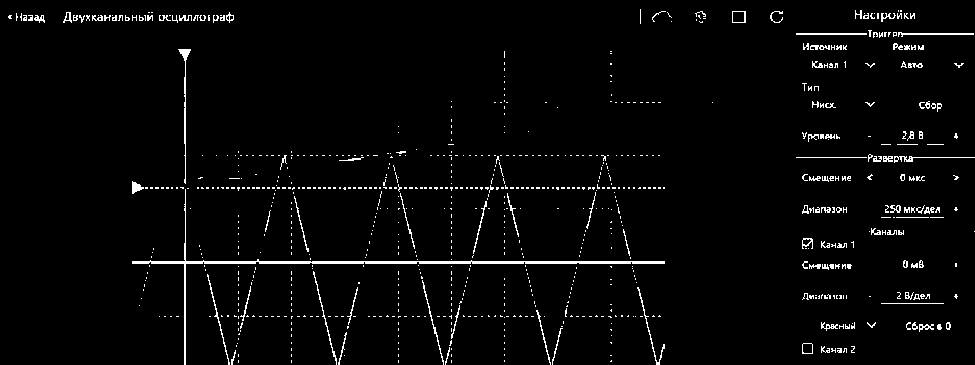 < Назад Двухканальный осциллограф
Настройки
Триггер
Источник Режим
Канал 1 Авто
Тип
Нисх. Сбор
Уровень - 2,8 В +
Развертка
Смещение < 0 мкс >
Диапазон 250 мкс/дел +
Каналы
Канал 1
Смещение 0 мВ +
Диапазон - 2 В/дел +
Красный Сброс в 0
Канал 2